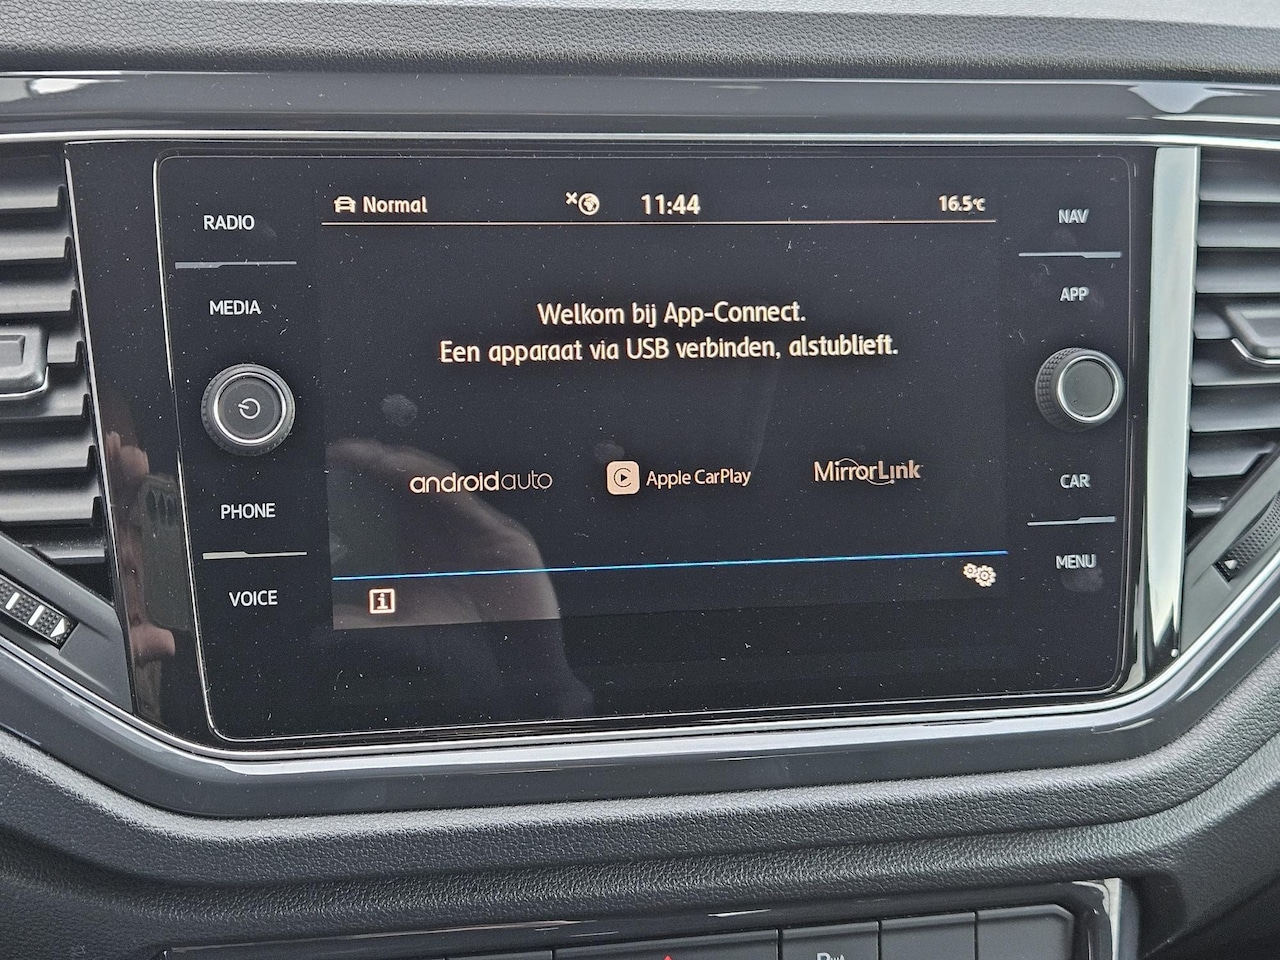 RADIO
MEDIA
PHONE
VOICE
Normal
11:44
16.5°C
Welkom bij App-Connect.
Een apparaat via USB verbinden, alstublieft.
androidauto
Apple CarPlay
MirrorLink
i
NAV
APP
CAR
MENU